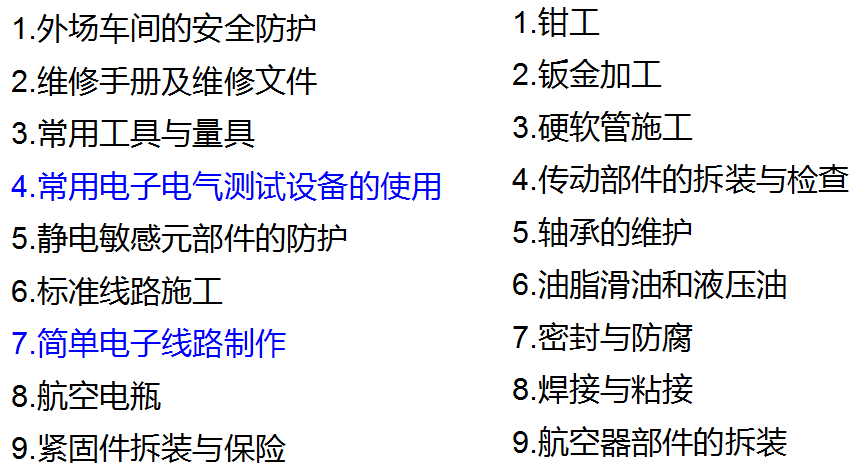 1.外场车间的安全防护
2.维修手册及维修文件
3.常用工具与量具
4.常用电子电气测试设备的使用
5.静电敏感元部件的防护
6.标准线路施工
7.简单电子线路制作
8.航空电瓶
9.紧固件拆装与保险
1.钳工
2.钣金加工
3.硬软管施工
4.传动部件的拆装与检查
5.轴承的维护
6.油脂滑油和液压油
7.密封与防腐
8.焊接与粘接
9.航空器部件的拆装